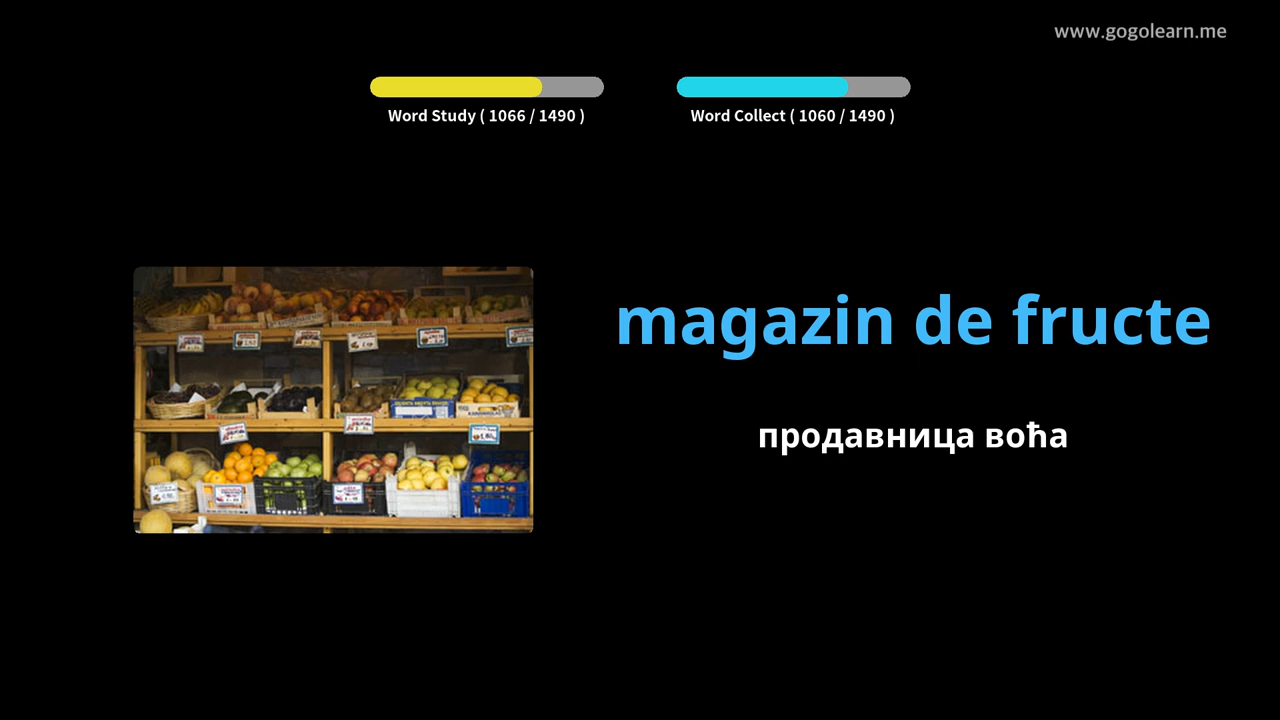 www.gogolearn.me
Word Study ( 1066 / 1490 )
Word Collect ( 1060 / 1490 )
magazin de fructe
продавница воћа